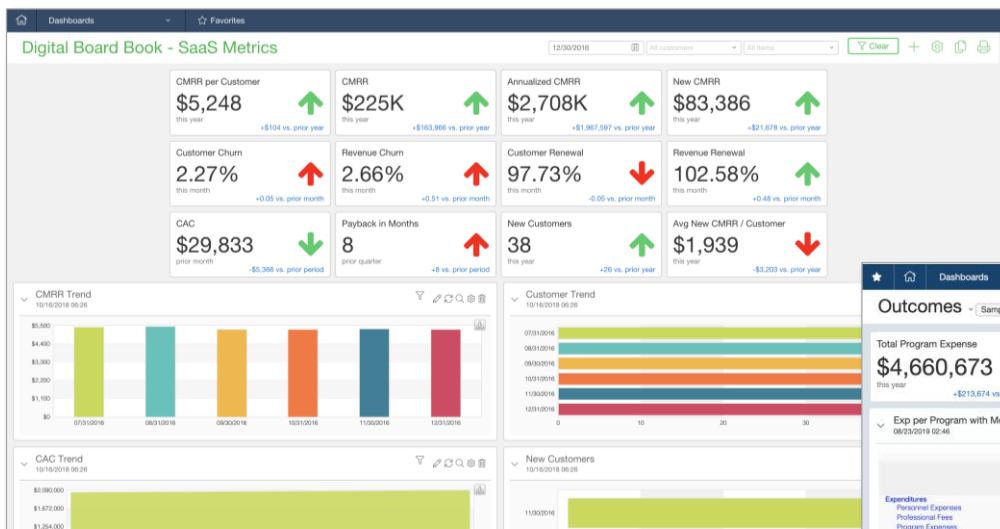 Dashboards
Favorites
Digital Board Book - SaaS Metrics
12/30/2016
All customers
All items
Clear
CMRR per Customer
$5,248
this year
+$104 vs. prior year
CMRR
$225K
this year
+$163,966 vs. prior year
Annualized CMRR
$2,708K
this year
+$1,967,597 vs. prior year
New CMRR
$83,386
this year
+$21,678 vs. prior year
Customer Churn
2.27%
this month
+0.05 vs. prior month
Revenue Churn
2.66%
this month
+0.51 vs. prior month
Customer Renewal
97.73%
this month
-0.05 vs. prior month
Revenue Renewal
102.58%
this month
+0.48 vs. prior month
CAC
$29,833
prior month
-$5,366 vs. prior period
Payback in Months
8
prior quarter
+8 vs. prior period
New Customers
38
this year
+26 vs. prior year
Avg New CMRR / Customer
$1,939
this year
-$3,203 vs. prior year
CMRR Trend
10/16/2018 06:26
$5,500
$4,400
$3,300
$2,200
$1,100
$0
07/31/2016
08/31/2016
09/30/2016
10/31/2016
11/30/2016
12/31/2016
Customer Trend
10/16/2018 06:26
07/31/2016
08/31/2016
09/30/2016
10/31/2016
11/30/2016
12/31/2016
0
10
20
30
CAC Trend
10/16/2018 06:26
$2,090,000
$1,672,000
$1,254,000
New Customers
10/16/2018 06:26
11/30/2016
Dashboards
Outcomes
Samp
Total Program Expense
$4,660,673
this year
+$213,674 vs
Exp per Program with Mo
08/23/2019 02:46
Expenditures
Personnel Expenses
Professional Fees
Program Expenses